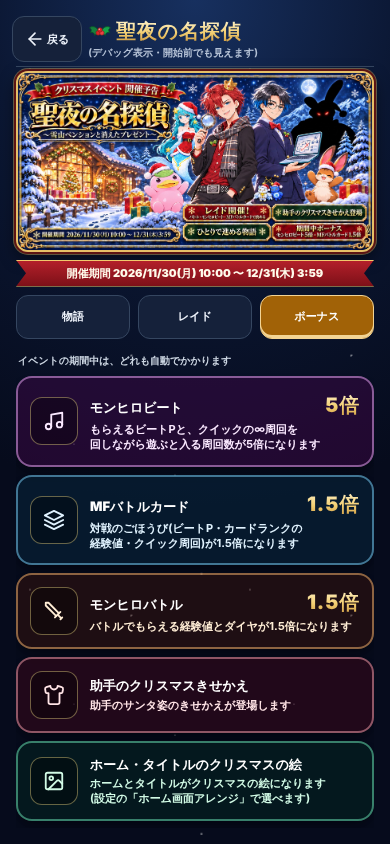 戻る
聖夜の名探偵
(デバッグ表示・開始前でも見えます)
クリスマスイベント 開催予告
聖夜の名探偵
〜雪山ペンションと消えたプレゼント〜
レイド開催!
助手のクリスマスきせかえ登場
開催期間 2026/11/30(月) 10:00 〜 12/31(木) 3:59
ひとりで進める物語
期間中ボーナス
開催期間 2026/11/30(月) 10:00 〜 12/31(木) 3:59
物語
レイド
ボーナス
イベントの期間中は、どれも自動でかかります
モンヒロビート
5倍
もらえるビートPと、クイックの∞周回を
回しながら遊ぶと入る周回数が5倍になります
MFバトルカード
1.5倍
対戦のごほうび(ビートP・カードランクの
経験値・クイック周回)が1.5倍になります
モンヒロバトル
1.5倍
バトルでもらえる経験値とダイヤが1.5倍になります
助手のクリスマスきせかえ
助手のサンタ姿のきせかえが登場します
ホーム・タイトルのクリスマスの絵
ホームとタイトルがクリスマスの絵になります
(設定の「ホーム画面アレンジ」で選べます)